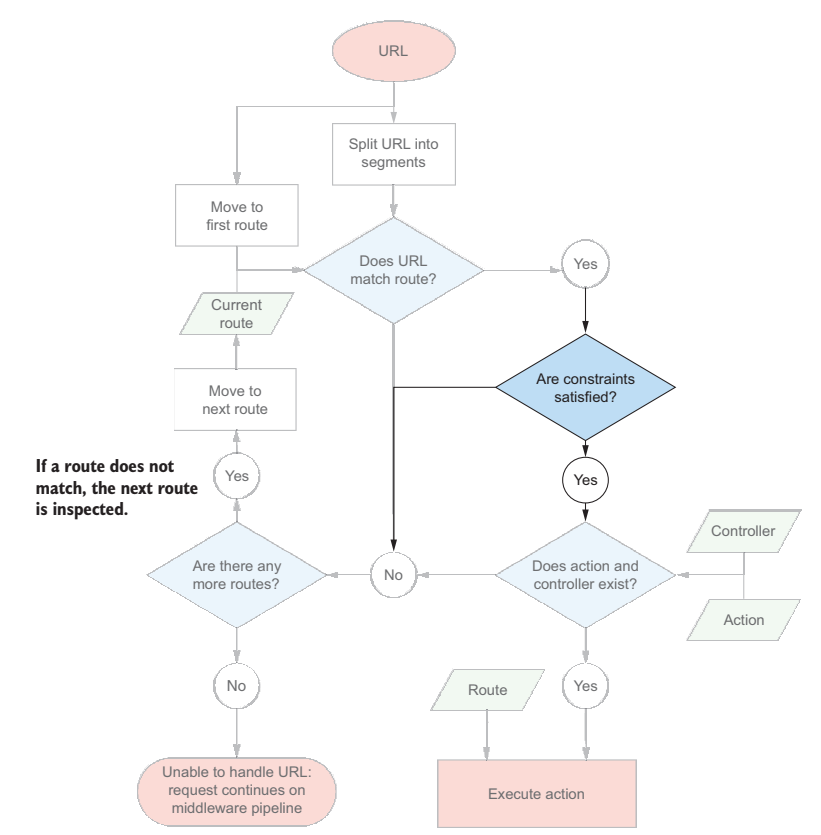 URL
Split URL into
segments
Move to
first route
Does URL
match route?
Yes
Current
route
Are constraints
satisfied?
Move to
next route
If a route does not
match, the next route
is inspected.
Yes
Yes
Controller
Are there any
more routes?
No
Does action and
controller exist?
Action
No
Route
Yes
Unable to handle URL:
request continues on
middleware pipeline
Execute action